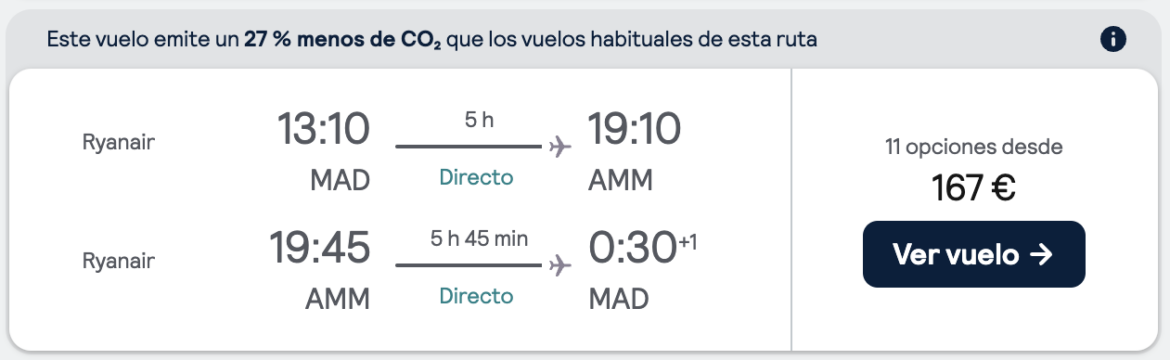 Este vuelo emite un 27 % menos de CO₂ que los vuelos habituales de esta ruta
Ryanair
13:10
MAD
5 h
Directo
19:10
AMM
Ryanair
19:45
AMM
5 h 45 min
Directo
0:30+1
MAD
11 opciones desde
167 €
Ver vuelo →